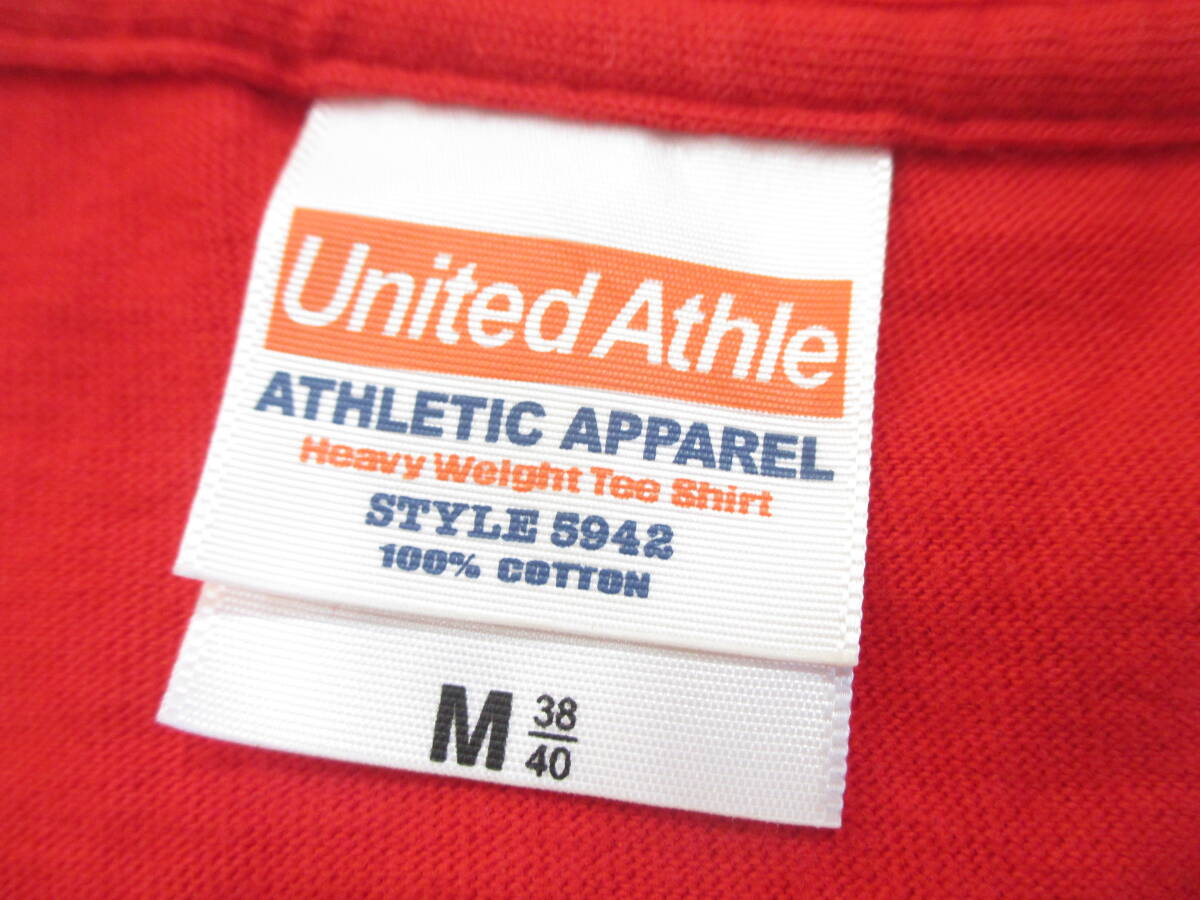 United Athle
ATHLETIC APPAREL
Heavy Weight Tee Shirt
STYLE 5942
100% COTTON
M 38/40